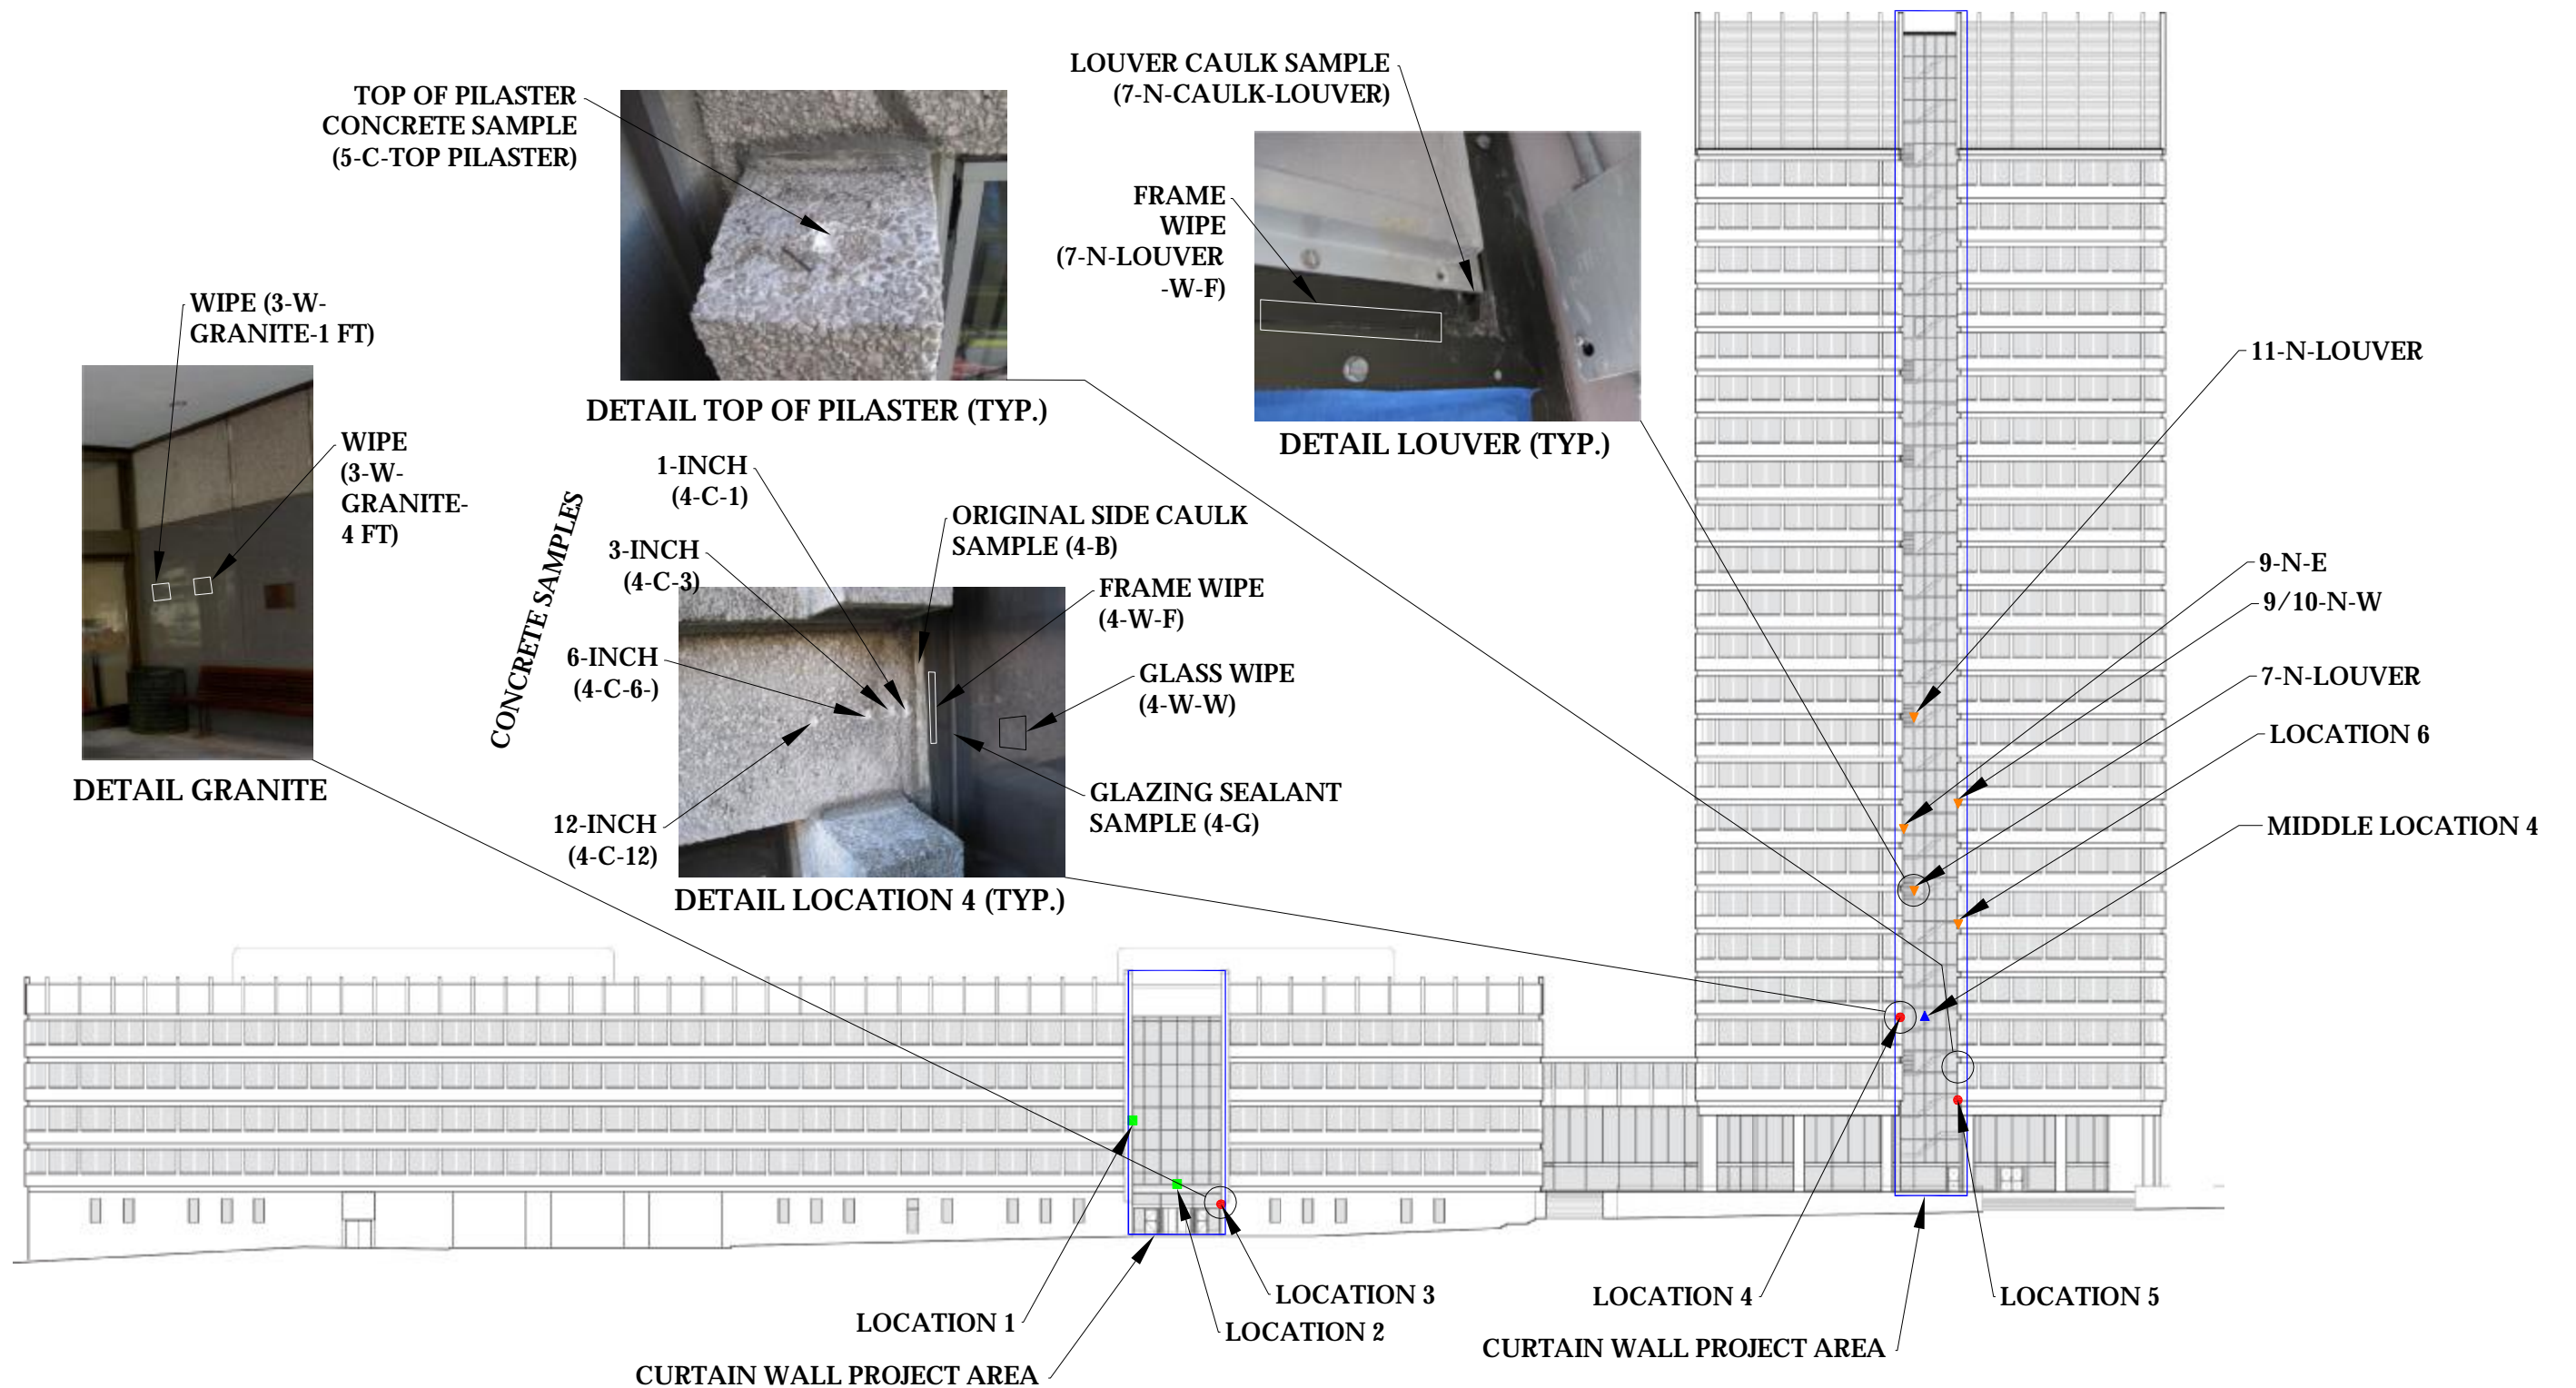 TOP OF PILASTER
CONCRETE SAMPLE
(5-C-TOP PILASTER)
LOUVER CAULK SAMPLE
(7-N-CAULK-LOUVER)
FRAME
WIPE
(7-N-LOUVER
-W-F)
WIPE (3-W-
GRANITE-1 FT)
WIPE
(3-W-
GRANITE-
4 FT)
DETAIL TOP OF PILASTER (TYP.)
DETAIL LOUVER (TYP.)
DETAIL GRANITE
CONCRETE SAMPLES
1-INCH
(4-C-1)
3-INCH
(4-C-3)
6-INCH
(4-C-6-)
12-INCH
(4-C-12)
ORIGINAL SIDE CAULK
SAMPLE (4-B)
FRAME WIPE
(4-W-F)
GLASS WIPE
(4-W-W)
GLAZING SEALANT
SAMPLE (4-G)
DETAIL LOCATION 4 (TYP.)
11-N-LOUVER
9-N-E
9/10-N-W
7-N-LOUVER
LOCATION 6
MIDDLE LOCATION 4
LOCATION 1
LOCATION 3
LOCATION 2
CURTAIN WALL PROJECT AREA
LOCATION 4
LOCATION 5
CURTAIN WALL PROJECT AREA